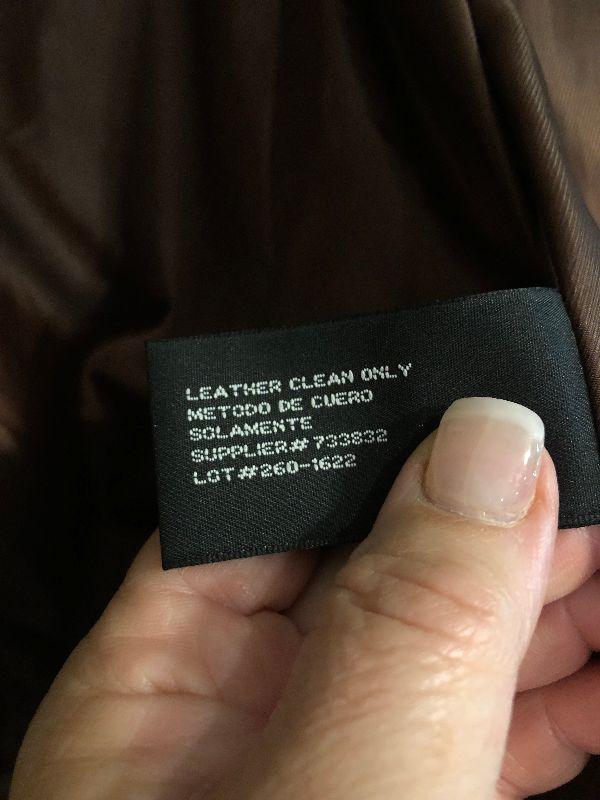 LEATHER CLEAN ONLY
METODO DE CUERO
SOLAMENTE
SUPPLIER# 733832
LOT#260-1622